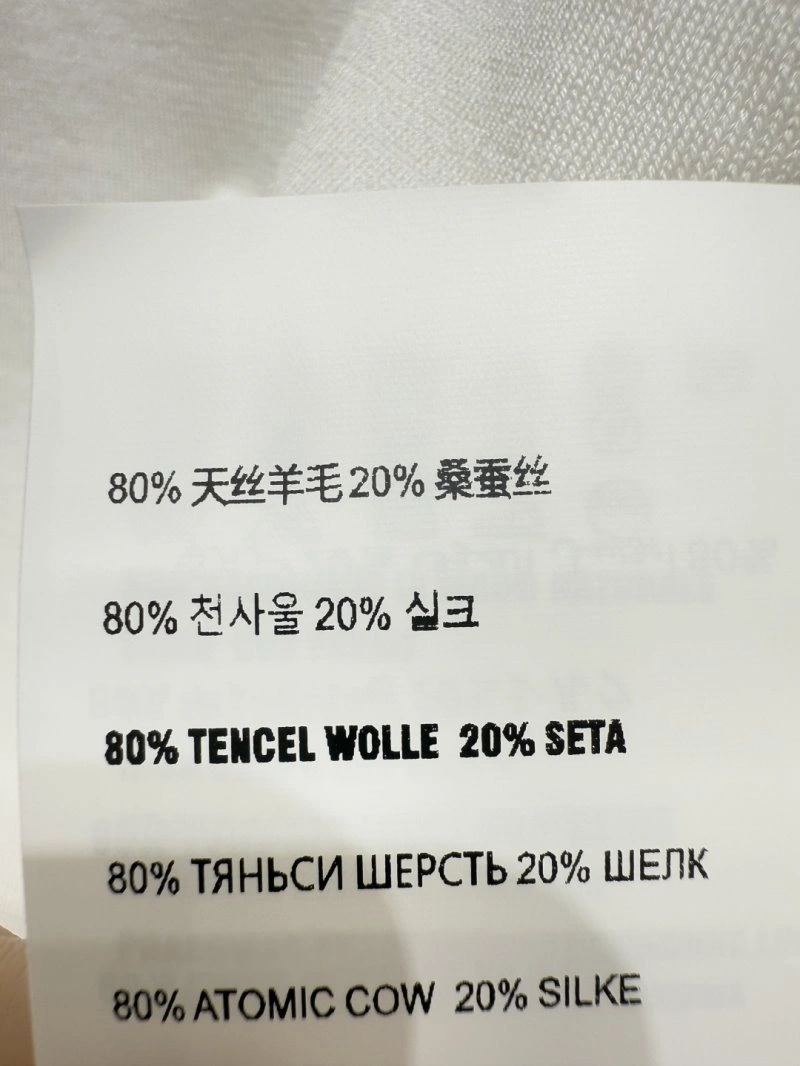 80% 天丝羊毛 20% 桑蚕丝
80% 천사울 20% 실크
80% TENCEL WOLLE 20% SETA
80% ТЯНЬСИ ШЕРСТЬ 20% ШЕЛК
80% ATOMIC COW 20% SILKE